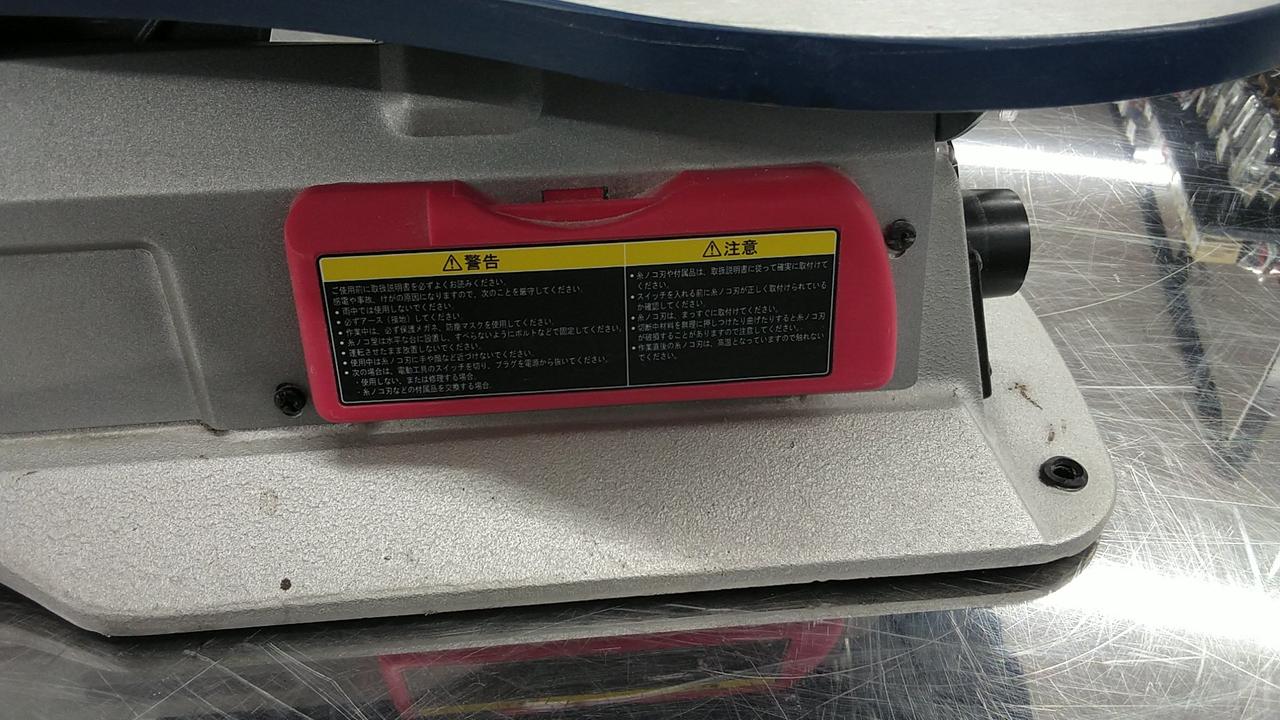 警告
ご使用前に取扱説明書を必ずよくお読みください。
感電や事故、けがの原因になりますので、次のことを厳守してください。
● 雨中では使用しないでください。
● 必ずアース（接地）してください。
● 作業中は、必ず保護メガネ、防塵マスクを使用してください。
● 糸ノコ盤は水平な台に設置し、すべらないようにボルトなどで固定してください。
● 運転させたまま放置しないでください。
● 使用中は糸ノコ刃に手や顔など近づけないでください。
● 次の場合は、電動工具のスイッチを切り、プラグを電源から抜いてください。
・使用しない、または修理する場合。
・糸ノコ刃などの付属品を交換する場合。
注意
● 糸ノコ刃や付属品は、取扱説明書に従って確実に取付けて
ください。
● スイッチを入れる前に糸ノコ刃が正しく取付けられている
か確認してください。
● 糸ノコ刃は、まっすぐに取付けてください。
● 切断中材料を無理に押しつけたり曲げたりすると糸ノコ刃
が破損することがありますので注意してください。
● 作業直後の糸ノコ刃は、高温となっていますので触れない
でください。